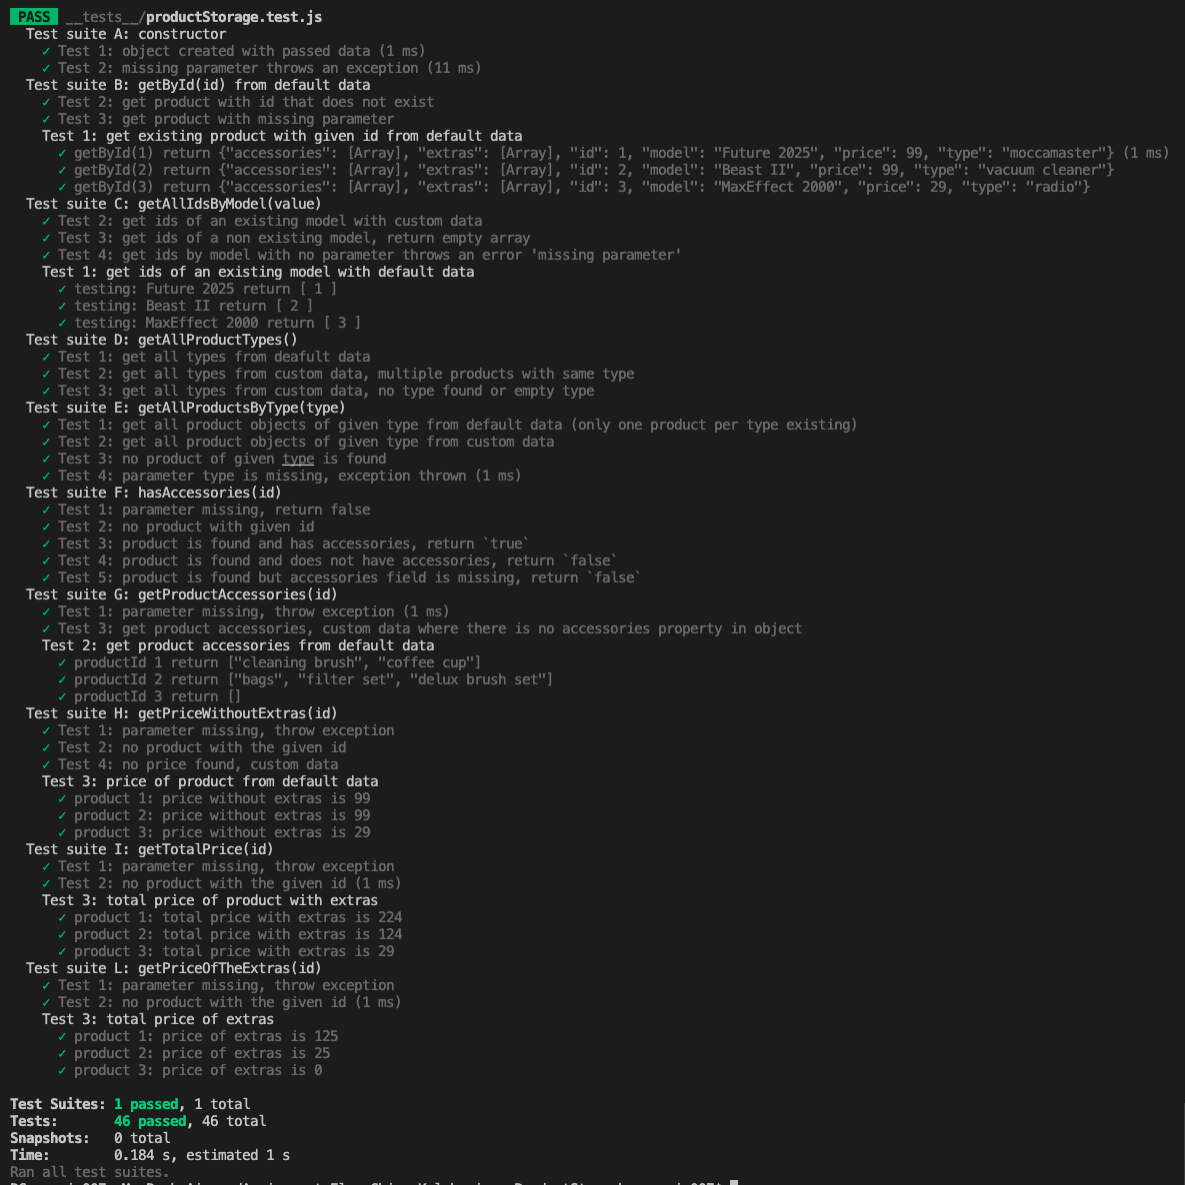 PASS __tests__/productStorage.test.js
Test suite A: constructor
✓ Test 1: object created with passed data (1 ms)
✓ Test 2: missing parameter throws an exception (11 ms)
Test suite B: getById(id) from default data
✓ Test 2: get product with id that does not exist
✓ Test 3: get product with missing parameter
Test 1: get existing product with given id from default data
✓ getById(1) return {"accessories": [Array], "extras": [Array], "id": 1, "model": "Future 2025", "price": 99, "type": "moccamaster"} (1 ms)
✓ getById(2) return {"accessories": [Array], "extras": [Array], "id": 2, "model": "Beast II", "price": 99, "type": "vacuum cleaner"}
✓ getById(3) return {"accessories": [Array], "extras": [Array], "id": 3, "model": "MaxEffect 2000", "price": 29, "type": "radio"}
Test suite C: getAllIdsByModel(value)
✓ Test 2: get ids of an existing model with custom data
✓ Test 3: get ids of a non existing model, return empty array
✓ Test 4: get ids by model with no parameter throws an error 'missing parameter'
Test 1: get ids of an existing model with default data
✓ testing: Future 2025 return [ 1 ]
✓ testing: Beast II return [ 2 ]
✓ testing: MaxEffect 2000 return [ 3 ]
Test suite D: getAllProductTypes()
✓ Test 1: get all types from deafult data
✓ Test 2: get all types from custom data, multiple products with same type
✓ Test 3: get all types from custom data, no type found or empty type
Test suite E: getAllProductsByType(type)
✓ Test 1: get all product objects of given type from default data (only one product per type existing)
✓ Test 2: get all product objects of given type from custom data
✓ Test 3: no product of given type is found
✓ Test 4: parameter type is missing, exception thrown (1 ms)
Test suite F: hasAccessories(id)
✓ Test 1: parameter missing, return false
✓ Test 2: no product with given id
✓ Test 3: product is found and has accessories, return `true`
✓ Test 4: product is found and does not have accessories, return `false`
✓ Test 5: product is found but accessories field is missing, return `false`
Test suite G: getProductAccessories(id)
✓ Test 1: parameter missing, throw exception (1 ms)
✓ Test 3: get product accessories, custom data where there is no accessories property in object
Test 2: get product accessories from default data
✓ productId 1 return ["cleaning brush", "coffee cup"]
✓ productId 2 return ["bags", "filter set", "delux brush set"]
✓ productId 3 return []
Test suite H: getPriceWithoutExtras(id)
✓ Test 1: parameter missing, throw exception
✓ Test 2: no product with the given id
✓ Test 4: no price found, custom data
Test 3: price of product from default data
✓ product 1: price without extras is 99
✓ product 2: price without extras is 99
✓ product 3: price without extras is 29
Test suite I: getTotalPrice(id)
✓ Test 1: parameter missing, throw exception
✓ Test 2: no product with the given id (1 ms)
Test 3: total price of product with extras
✓ product 1: total price with extras is 224
✓ product 2: total price with extras is 124
✓ product 3: total price with extras is 29
Test suite L: getPriceOfTheExtras(id)
✓ Test 1: parameter missing, throw exception
✓ Test 2: no product with the given id (1 ms)
Test 3: total price of extras
✓ product 1: price of extras is 125
✓ product 2: price of extras is 25
✓ product 3: price of extras is 0
Test Suites: 1 passed, 1 total
Tests: 46 passed, 46 total
Snapshots: 0 total
Time: 0.184 s, estimated 1 s
Ran all test suites.